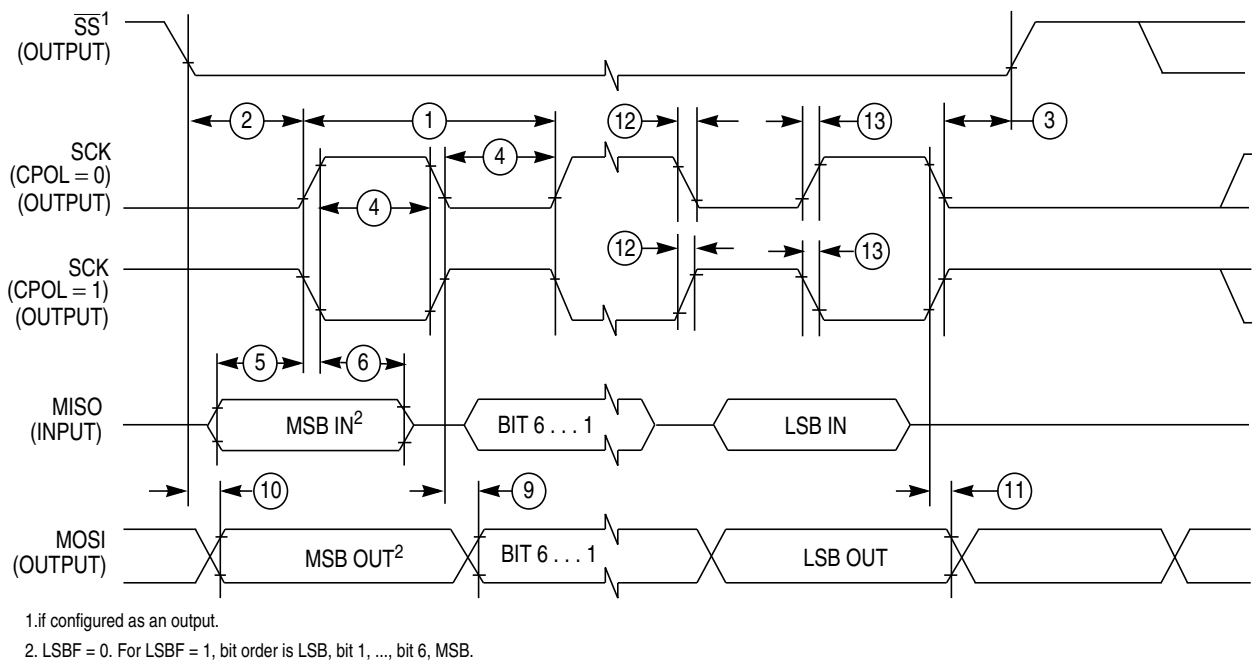 SS1
(OUTPUT)
2
1
12
13
3
SCK
(CPOL = 0)
(OUTPUT)
4
4
SCK
(CPOL = 1)
(OUTPUT)
12
13
5
6
MISO
(INPUT)
MSB IN2
BIT 6 . . . 1
LSB IN
10
9
11
MOSI
(OUTPUT)
MSB OUT2
BIT 6 . . . 1
LSB OUT
1.if configured as an output.
2. LSBF = 0. For LSBF = 1, bit order is LSB, bit 1, ..., bit 6, MSB.